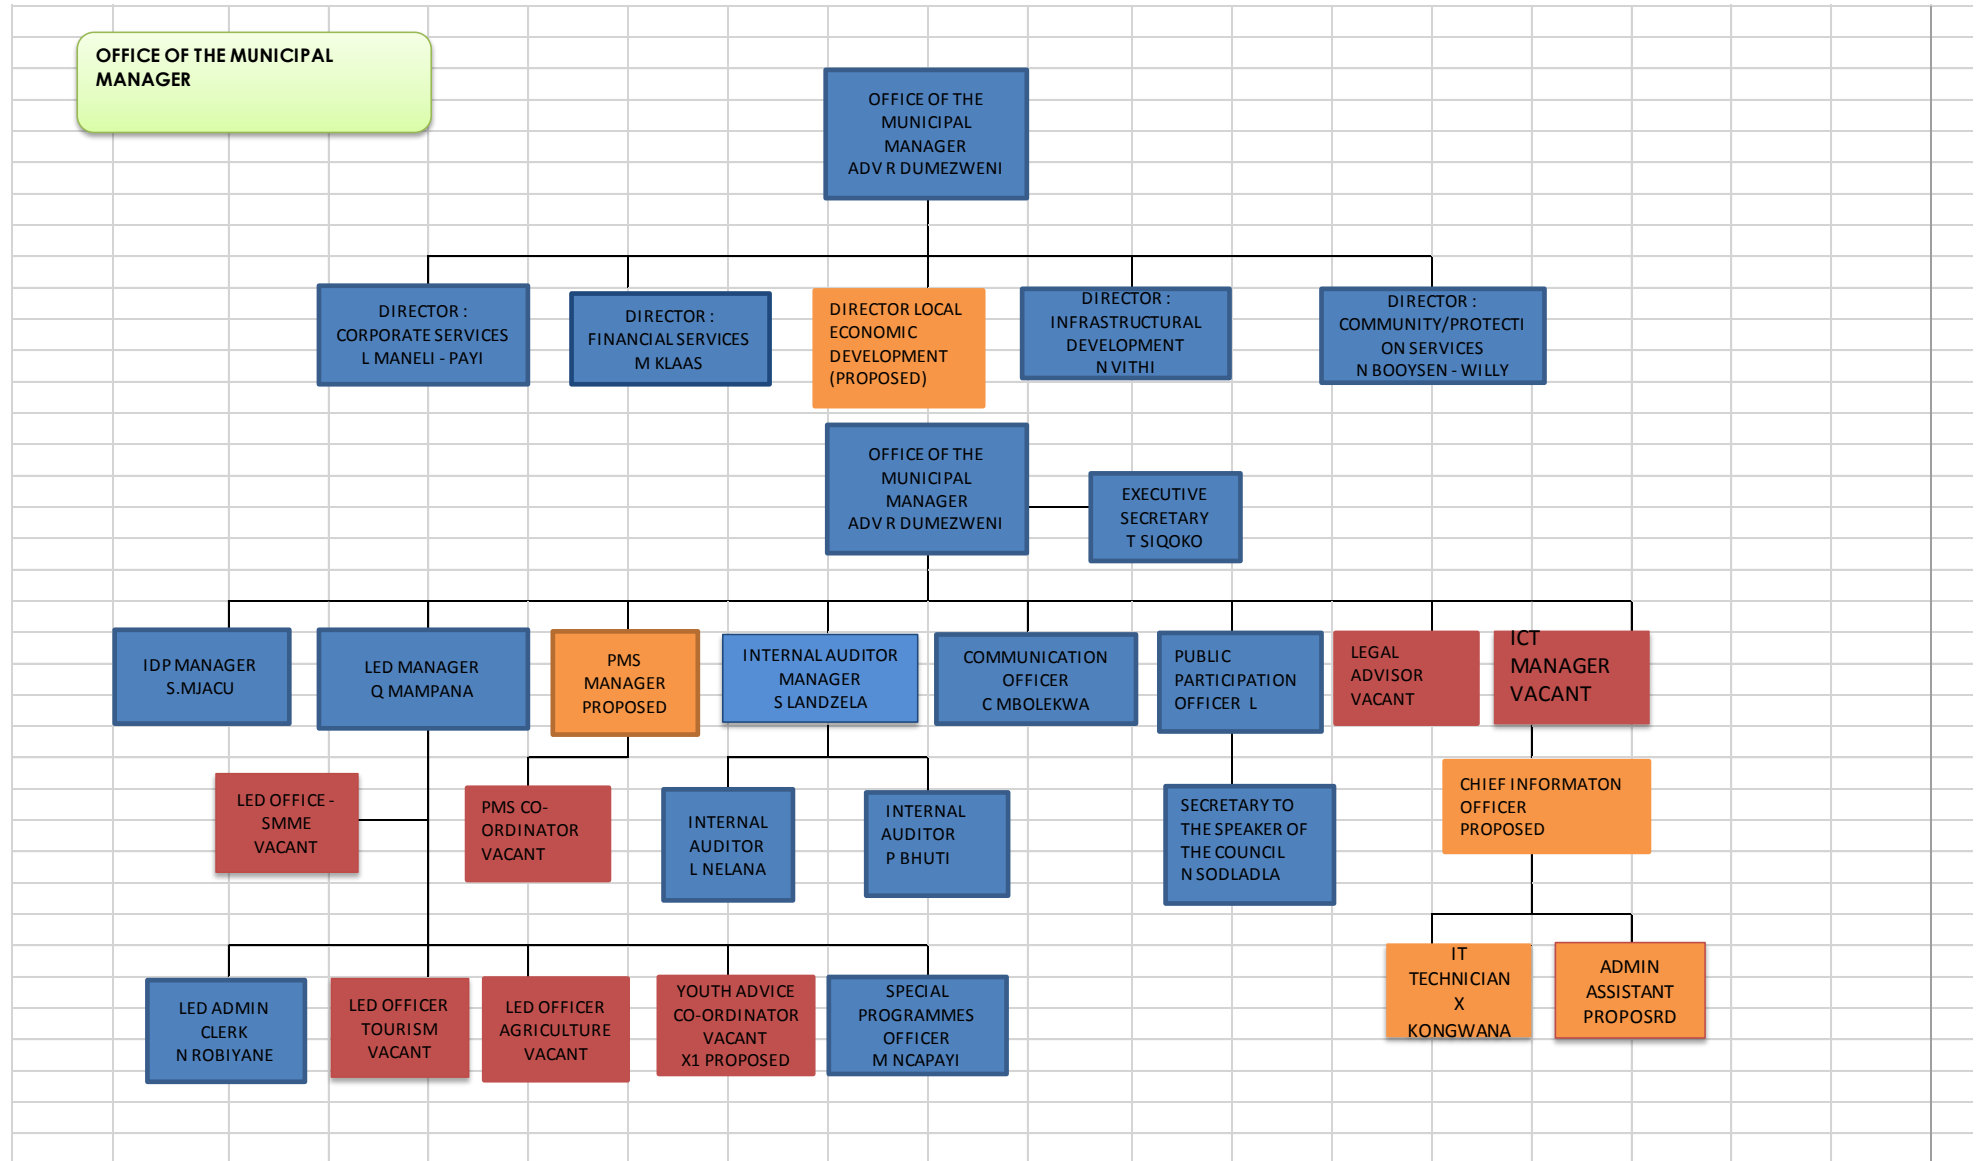 OFFICE OF THE MUNICIPAL
MANAGER
OFFICE OF THE
MUNICIPAL
MANAGER
ADV R DUMEZWENI
DIRECTOR :
CORPORATE SERVICES
L MANELI - PAYI
DIRECTOR :
FINANCIAL SERVICES
M KLAAS
DIRECTOR LOCAL
ECONOMIC
DEVELOPMENT
(PROPOSED)
DIRECTOR :
INFRASTRUCTURAL
DEVELOPMENT
N VITHI
DIRECTOR :
COMMUNITY/PROTECTI
ON SERVICES
N BOOYSEN - WILLY
OFFICE OF THE
MUNICIPAL
MANAGER
ADV R DUMEZWENI
EXECUTIVE
SECRETARY
T SIQOKO
IDP MANAGER
S.MJACU
LED MANAGER
Q MAMPANA
PMS
MANAGER
PROPOSED
INTERNAL AUDITOR
MANAGER
S LANDZELA
COMMUNICATION
OFFICER
C MBOLEKWA
PUBLIC
PARTICIPATION
OFFICER L
LEGAL
ADVISOR
VACANT
ICT
MANAGER
VACANT
LED OFFICE -
SMME
VACANT
PMS CO-
ORDINATOR
VACANT
INTERNAL
AUDITOR
L NELANA
INTERNAL
AUDITOR
P BHUTI
SECRETARY TO
THE SPEAKER OF
THE COUNCIL
N SODLADLA
CHIEF INFORMATON
OFFICER
PROPOSED
LED ADMIN
CLERK
N ROBIYANE
LED OFFICER
TOURISM
VACANT
LED OFFICER
AGRICULTURE
VACANT
YOUTH ADVICE
CO-ORDINATOR
VACANT
X1 PROPOSED
SPECIAL
PROGRAMMES
OFFICER
M NCAPAYI
IT
TECHNICIAN
X
KONGWANA
ADMIN
ASSISTANT
PROPOSRD